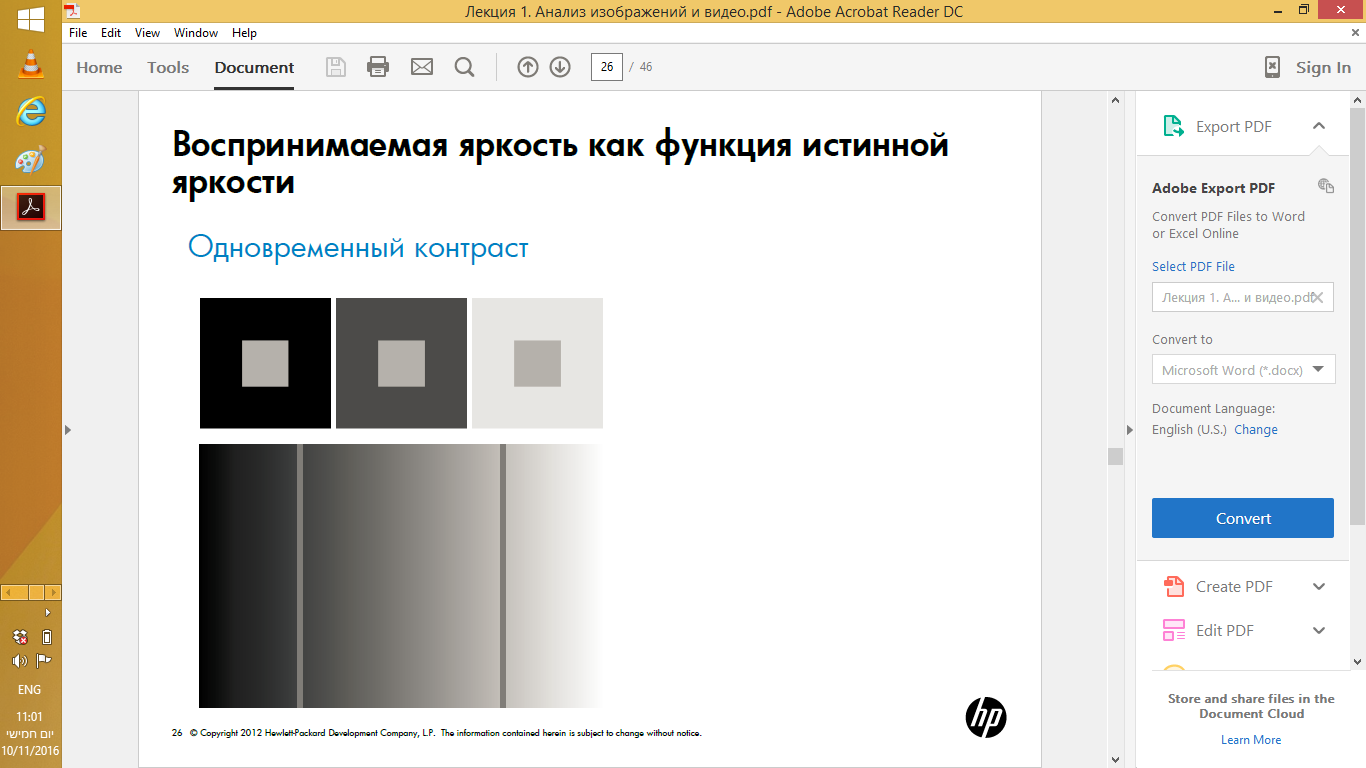 Лекция 1. Анализ изображений и видео.pdf - Adobe Acrobat Reader DC
File Edit View Window Help
Home Tools Document 26 / 46 Sign In
Воспринимаемая яркость как функция истинной
яркости
Одновременный контраст
26 © Copyright 2012 Hewlett-Packard Development Company, L.P. The information contained herein is subject to change without notice.
hp
Export PDF
Adobe Export PDF
Convert PDF Files to Word
or Excel Online
Select PDF File
Лекция 1. А... и видео.pdf
Convert to
Microsoft Word (*.docx)
Document Language:
English (U.S.) Change
Convert
Create PDF
Edit PDF
Store and share files in the
Document Cloud
Learn More
ENG
11:01
יום חמישי
10/11/2016